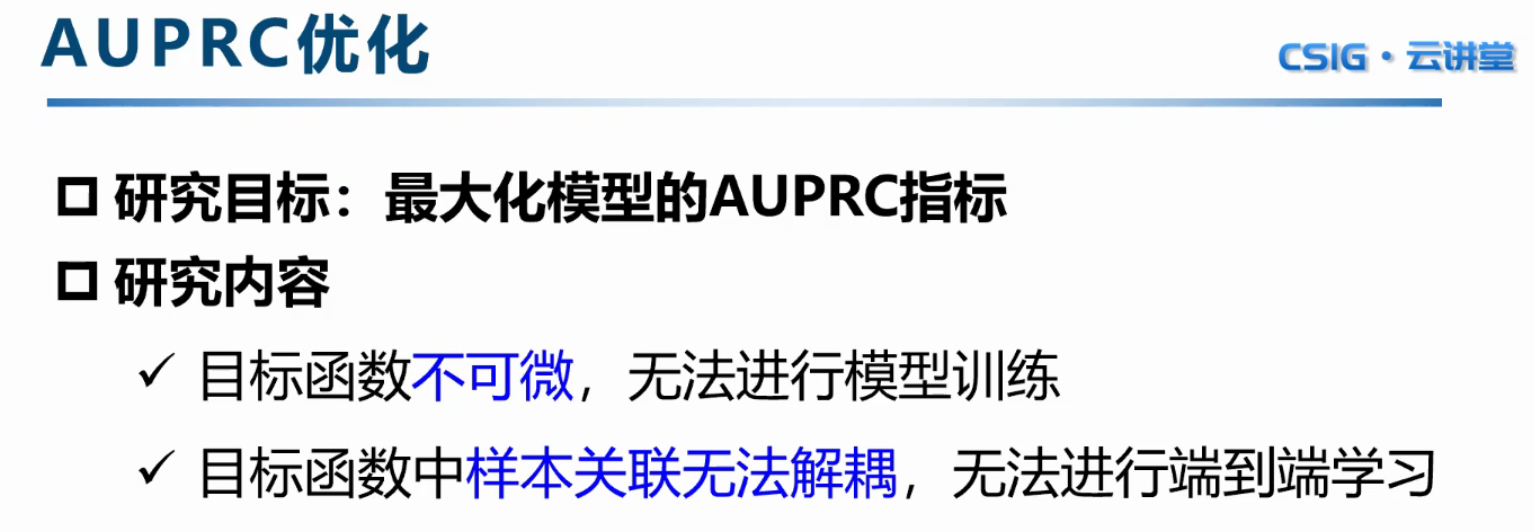 AUPRC优化
CSIG·云讲堂
研究目标：最大化模型的AUPRC指标
研究内容
目标函数不可微，无法进行模型训练
目标函数中样本关联无法解耦，无法进行端到端学习